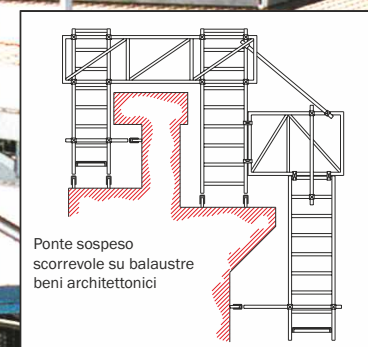 Ponte sospeso
scorrevole su balaustre
beni architettonici